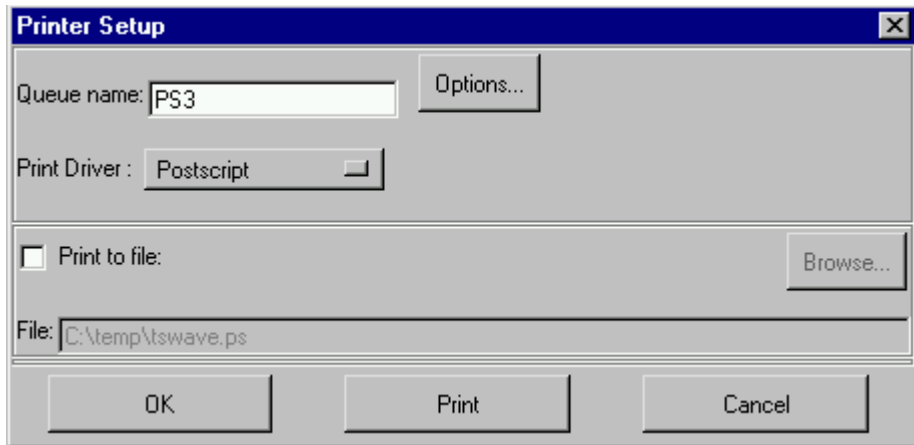 Printer Setup
Queue name: PS3 Options...
Print Driver : Postscript
Print to file: Browse...
File: C:\temp\tswave.ps
OK Print Cancel